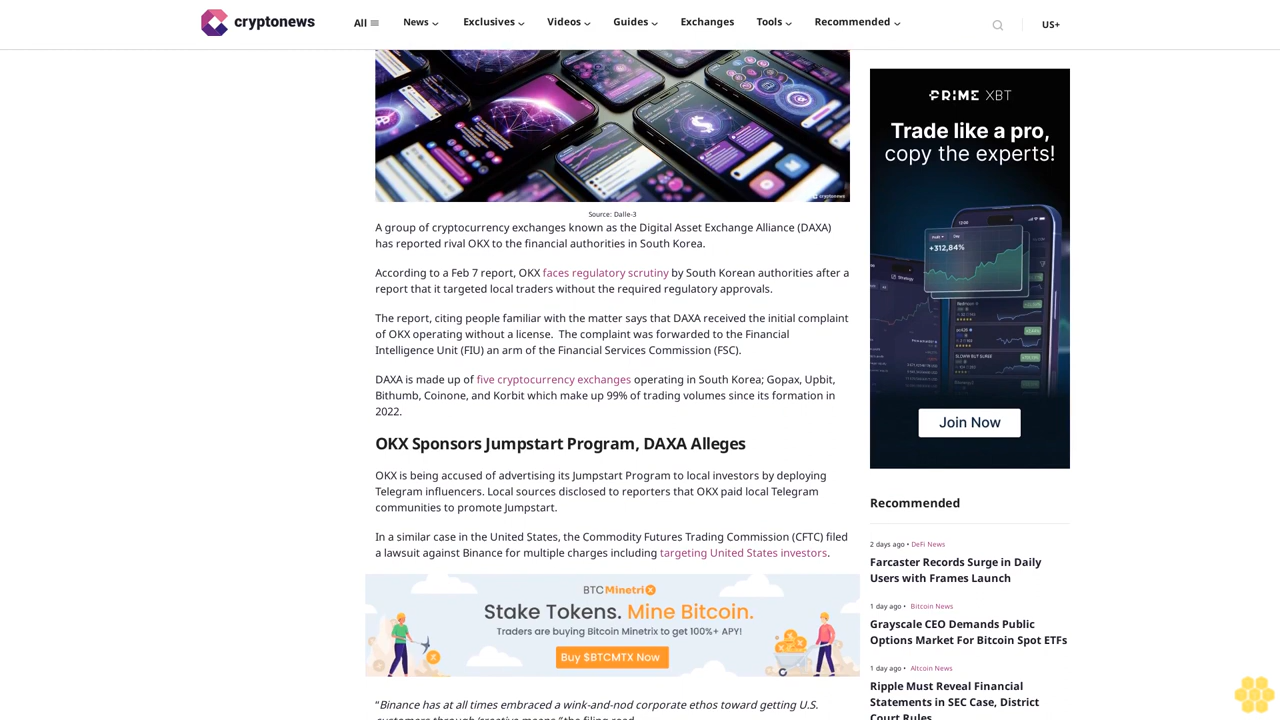 cryptonews
All
News
Exclusives
Videos
Guides
Exchanges
Tools
Recommended
US+
cryptonews
Source: Dalle-3
A group of cryptocurrency exchanges known as the Digital Asset Exchange Alliance (DAXA)
has reported rival OKX to the financial authorities in South Korea.
According to a Feb 7 report, OKX faces regulatory scrutiny by South Korean authorities after a
report that it targeted local traders without the required regulatory approvals.
The report, citing people familiar with the matter says that DAXA received the initial complaint
of OKX operating without a license. The complaint was forwarded to the Financial
Intelligence Unit (FIU) an arm of the Financial Services Commission (FSC).
DAXA is made up of five cryptocurrency exchanges operating in South Korea; Gopax, Upbit,
Bithumb, Coinone, and Korbit which make up 99% of trading volumes since its formation in
2022.
OKX Sponsors Jumpstart Program, DAXA Alleges
OKX is being accused of advertising its Jumpstart Program to local investors by deploying
Telegram influencers. Local sources disclosed to reporters that OKX paid local Telegram
communities to promote Jumpstart.
In a similar case in the United States, the Commodity Futures Trading Commission (CFTC) filed
a lawsuit against Binance for multiple charges including targeting United States investors.
BTC Minetrix
Stake Tokens. Mine Bitcoin.
Traders are buying Bitcoin Minetrix to get 100%+ APY!
Buy $BTCMTX Now
"Binance has at all times embraced a wink-and-nod corporate ethos toward getting U.S.
customers through 'creative means,' the filing read.
PRIME XBT
Trade like a pro,
copy the experts!
+312,84%
Join Now
Recommended
2 days ago • DeFi News
Farcaster Records Surge in Daily
Users with Frames Launch
1 day ago • Bitcoin News
Grayscale CEO Demands Public
Options Market For Bitcoin Spot ETFs
1 day ago • Altcoin News
Ripple Must Reveal Financial
Statements in SEC Case, District
Court Rules